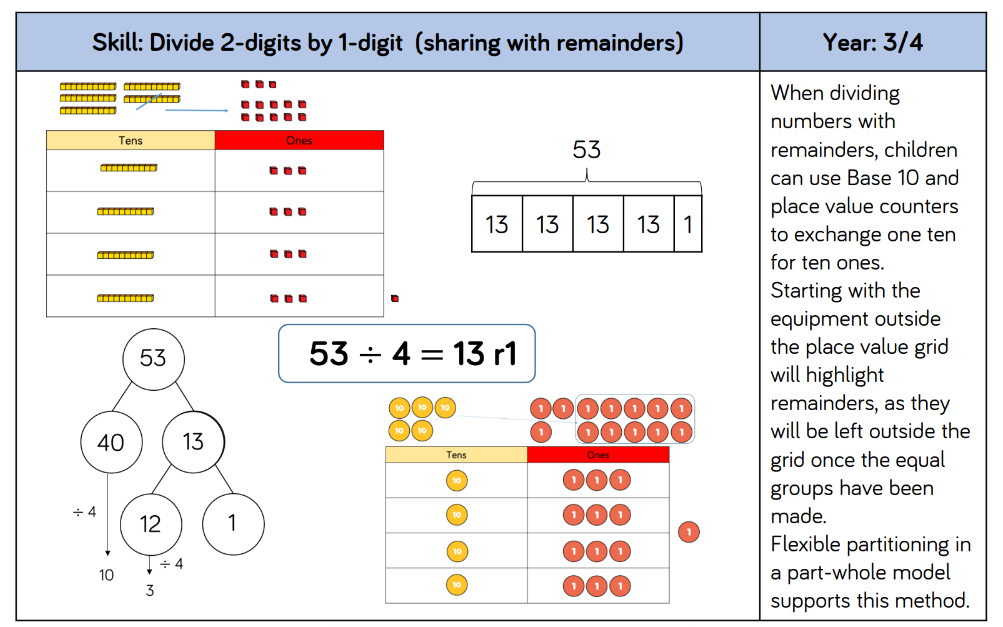 Skill: Divide 2-digits by 1-digit (sharing with remainders)
Year: 3/4
Tens Ones
53
13 13 13 13 1
53
40 13
÷ 4
12 1
10
÷ 4
3
53 ÷ 4 = 13 r1
10 10 10 1 1 1 1 1 1 1
10 10 1 1 1 1 1 1
Tens Ones
10 1 1 1
10 1 1 1
1
10 1 1 1
10 1 1 1
When dividing
numbers with
remainders, children
can use Base 10 and
place value counters
to exchange one ten
for ten ones.
Starting with the
equipment outside
the place value grid
will highlight
remainders, as they
will be left outside the
grid once the equal
groups have been
made.
Flexible partitioning in
a part-whole model
supports this method.